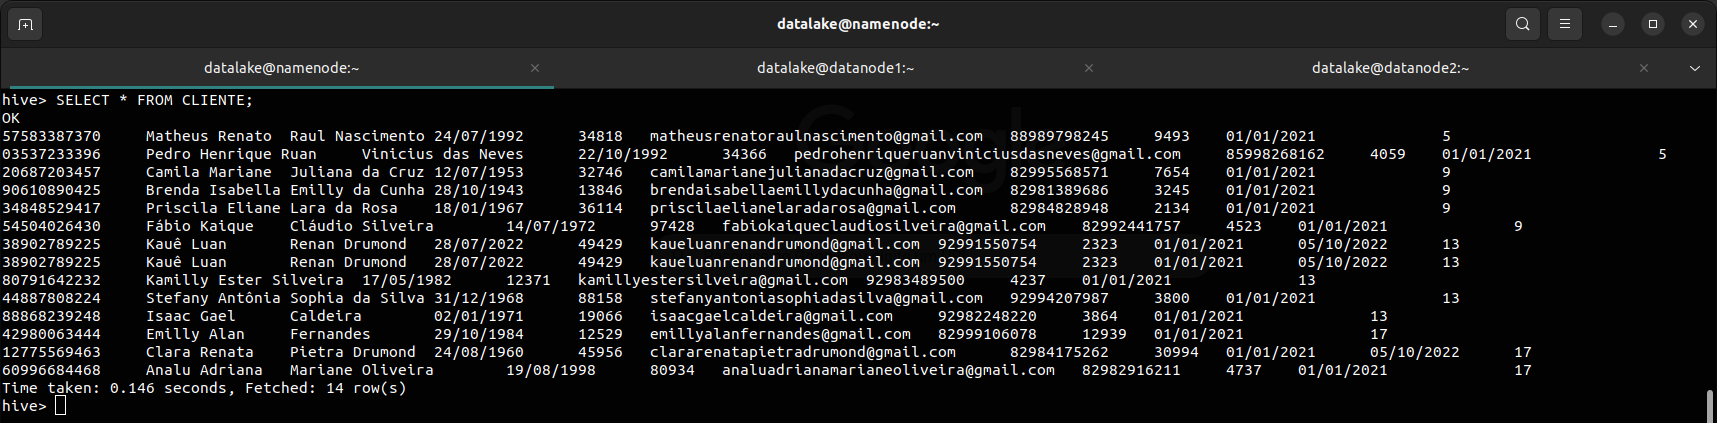 datalake@namenode:~
datalake@namenode:~ datalake@datanode1:~ datalake@datanode2:~
hive> SELECT * FROM CLIENTE;
OK
57583387370 Matheus Renato Raul Nascimento 24/07/1992 34818 matheusrenatoraulnascimento@gmail.com 88989798245 9493 01/01/2021 5
03537233396 Pedro Henrique Ruan Vinicius das Neves 22/10/1992 34366 pedrohenriqueruanviniciusdasneves@gmail.com 85998268162 4059 01/01/2021 5
20687203457 Camila Mariane Juliana da Cruz 12/07/1953 32746 camilamarianejulianadacruz@gmail.com 82995568571 7654 01/01/2021 9
90610890425 Brenda Isabella Emilly da Cunha 28/10/1943 13846 brendaisabellaemillydacunha@gmail.com 82981389686 3245 01/01/2021 9
34848529417 Priscila Eliane Lara da Rosa 18/01/1967 36114 priscilaelianelaradarosa@gmail.com 82984828948 2134 01/01/2021 9
54504026430 Fábio Kaique Cláudio Silveira 14/07/1972 97428 fabiokaiqueclaudiosilveira@gmail.com 82992441757 4523 01/01/2021 9
38902789225 Kauê Luan Renan Drumond 28/07/2022 49429 kaueluanrenandrumond@gmail.com 92991550754 2323 01/01/2021 05/10/2022 13
38902789225 Kauê Luan Renan Drumond 28/07/2022 49429 kaueluanrenandrumond@gmail.com 92991550754 2323 01/01/2021 05/10/2022 13
80791642232 Kamilly Ester Silveira 17/05/1982 12371 kamillyestersilveira@gmail.com 92983489500 4237 01/01/2021 13
44887808224 Stefany Antônia Sophia da Silva 31/12/1968 88158 stefanyantoniasophiadasilva@gmail.com 92994207987 3800 01/01/2021 13
88868239248 Isaac Gael Caldeira 02/01/1971 19066 isaacgaelcaldeira@gmail.com 92982248220 3864 01/01/2021 13
42980063444 Emilly Alan Fernandes 29/10/1984 12529 emillyalanfernandes@gmail.com 82999106078 12939 01/01/2021 17
12775569463 Clara Renata Pietra Drumond 24/08/1960 45956 clararenatapietradrumond@gmail.com 82984175262 30994 01/01/2021 05/10/2022 17
60996684468 Analu Adriana Mariane Oliveira 19/08/1998 80934 analuadrianamarianeoliveira@gmail.com 82982916211 4737 01/01/2021 17
Time taken: 0.146 seconds, Fetched: 14 row(s)
hive>